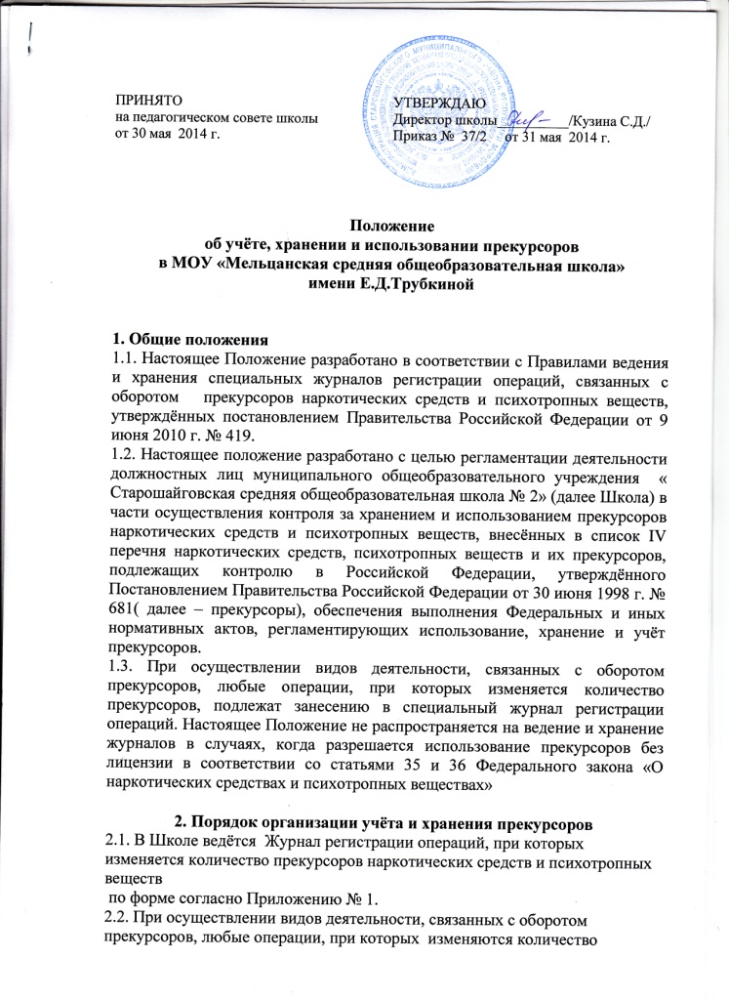 ПРИНЯТО
на педагогическом совете школы
от 30 мая 2014 г.
УТВЕРЖДАЮ
Директор школы__________/Кузина С.Д./
Приказ № 37/2 от 31 мая 2014 г.
Положение
об учёте, хранении и использовании прекурсоров
в МОУ «Мельцанская средняя общеобразовательная школа»
имени Е.Д.Трубкиной
1. Общие положения
1.1. Настоящее Положение разработано в соответствии с Правилами ведения
и хранения специальных журналов регистрации операций, связанных с
оборотом прекурсоров наркотических средств и психотропных веществ,
утверждённых постановлением Правительства Российской Федерации от 9
июня 2010 г. № 419.
1.2. Настоящее положение разработано с целью регламентации деятельности
должностных лиц муниципального общеобразовательного учреждения «
Старошайговская средняя общеобразовательная школа № 2» (далее Школа) в
части осуществления контроля за хранением и использованием прекурсоров
наркотических средств и психотропных веществ, внесённых в список IV
перечня наркотических средств, психотропных веществ и их прекурсоров,
подлежащих контролю в Российской Федерации, утверждённого
Постановлением Правительства Российской Федерации от 30 июня 1998 г. №
681( далее – прекурсоры), обеспечения выполнения Федеральных и иных
нормативных актов, регламентирующих использование, хранение и учёт
прекурсоров.
1.3. При осуществлении видов деятельности, связанных с оборотом
прекурсоров, любые операции, при которых изменяется количество
прекурсоров, подлежат занесению в специальный журнал регистрации
операций. Настоящее Положение не распространяется на ведение и хранение
журналов в случаях, когда разрешается использование прекурсоров без
лицензии в соответствии со статьями 35 и 36 Федерального закона «О
наркотических средствах и психотропных веществах»
2. Порядок организации учёта и хранения прекурсоров
2.1. В Школе ведётся Журнал регистрации операций, при которых
изменяется количество прекурсоров наркотических средств и психотропных
веществ
по форме согласно Приложению № 1.
2.2. При осуществлении видов деятельности, связанных с оборотом
прекурсоров, любые операции, при которых изменяются количество